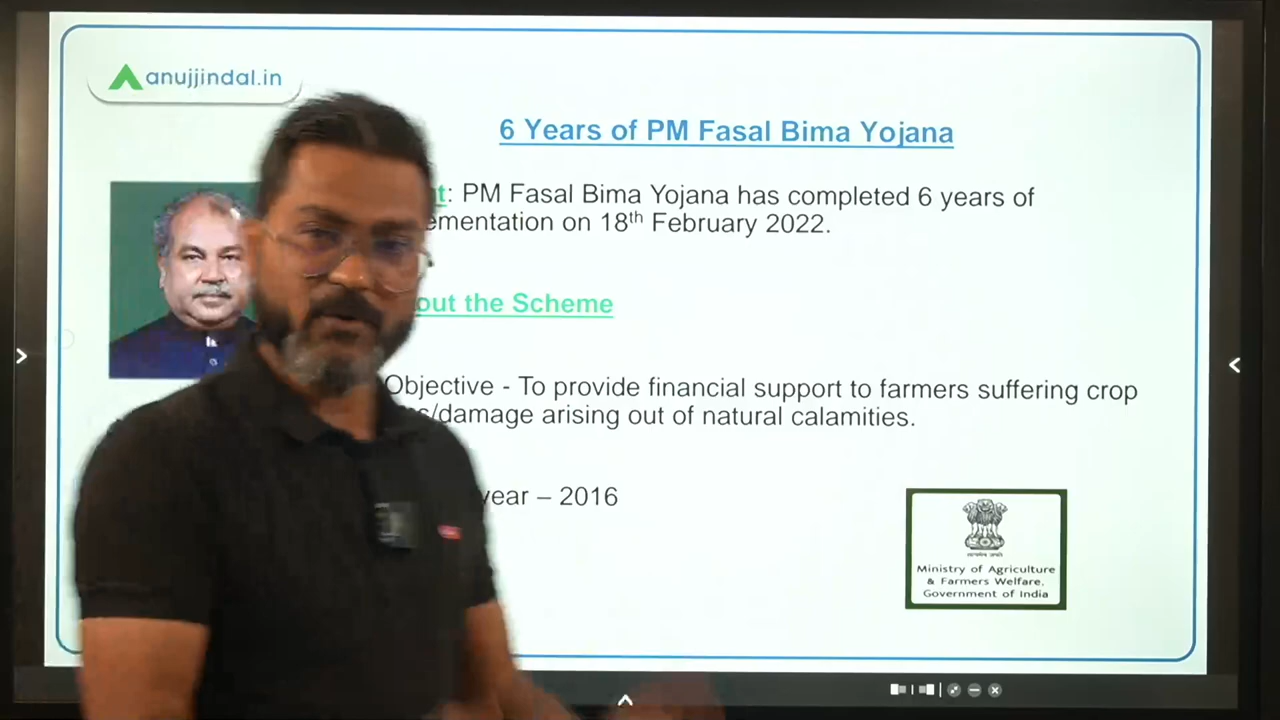 anujjindal.in
6 Years of PM Fasal Bima Yojana
t: PM Fasal Bima Yojana has completed 6 years of
ementation on 18th February 2022.
out the Scheme
Objective - To provide financial support to farmers suffering crop
/damage arising out of natural calamities.
year – 2016
Ministry of Agriculture
& Farmers Welfare,
Government of India